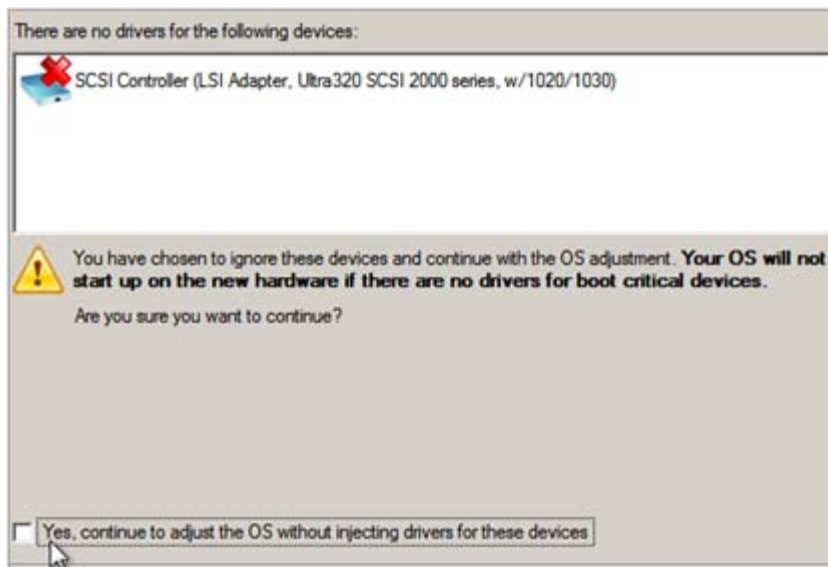 There are no drivers for the following devices:
SCSI Controller (LSI Adapter, Ultra320 SCSI 2000 series, w/1020/1030)
You have chosen to ignore these devices and continue with the OS adjustment. Your OS will not
start up on the new hardware if there are no drivers for boot critical devices.
Are you sure you want to continue?
Yes, continue to adjust the OS without injecting drivers for these devices